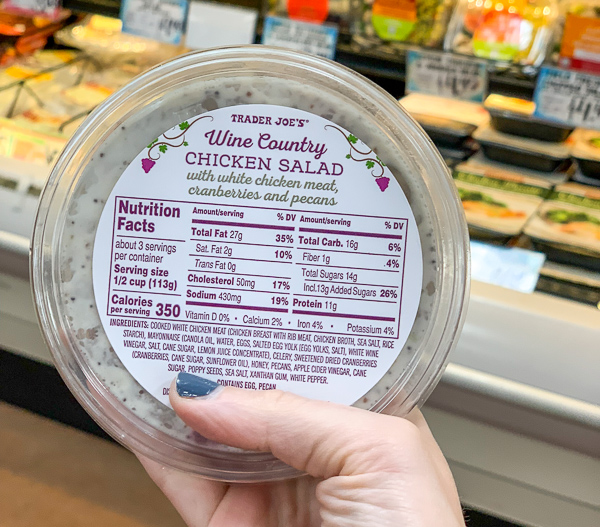 TRADER JOE'S
Wine Country
CHICKEN SALAD
with white chicken meat,
cranberries and pecans
Nutrition
Facts
about 3 servings
per container
Serving size
1/2 cup (113g)
Calories
per serving 350
Amount/serving % DV
Total Fat 27g 35%
Sat. Fat 2g 10%
Trans Fat 0g
Cholesterol 50mg 17%
Sodium 430mg 19%
Amount/serving % DV
Total Carb. 16g 6%
Fiber 1g .4%
Total Sugars 14g
Incl.13g Added Sugars 26%
Protein 11g
Vitamin D 0% • Calcium 2% • Iron 4% • Potassium 4%
INGREDIENTS: COOKED WHITE CHICKEN MEAT (CHICKEN BREAST WITH RIB MEAT, CHICKEN BROTH, SEA SALT, RICE
STARCH), MAYONNAISE (CANOLA OIL, WATER, EGGS, SALTED EGG YOLK (EGG YOLKS, SALT), WHITE WINE
VINEGAR, SALT, CANE SUGAR, LEMON JUICE CONCENTRATE), CELERY, SWEETENED DRIED CRANBERRIES
(CRANBERRIES, CANE SUGAR, SUNFLOWER OIL), HONEY, PECANS, APPLE CIDER VINEGAR, CANE
SUGAR, POPPY SEEDS, SEA SALT, XANTHAN GUM, WHITE PEPPER.
CONTAINS EGG, PECAN